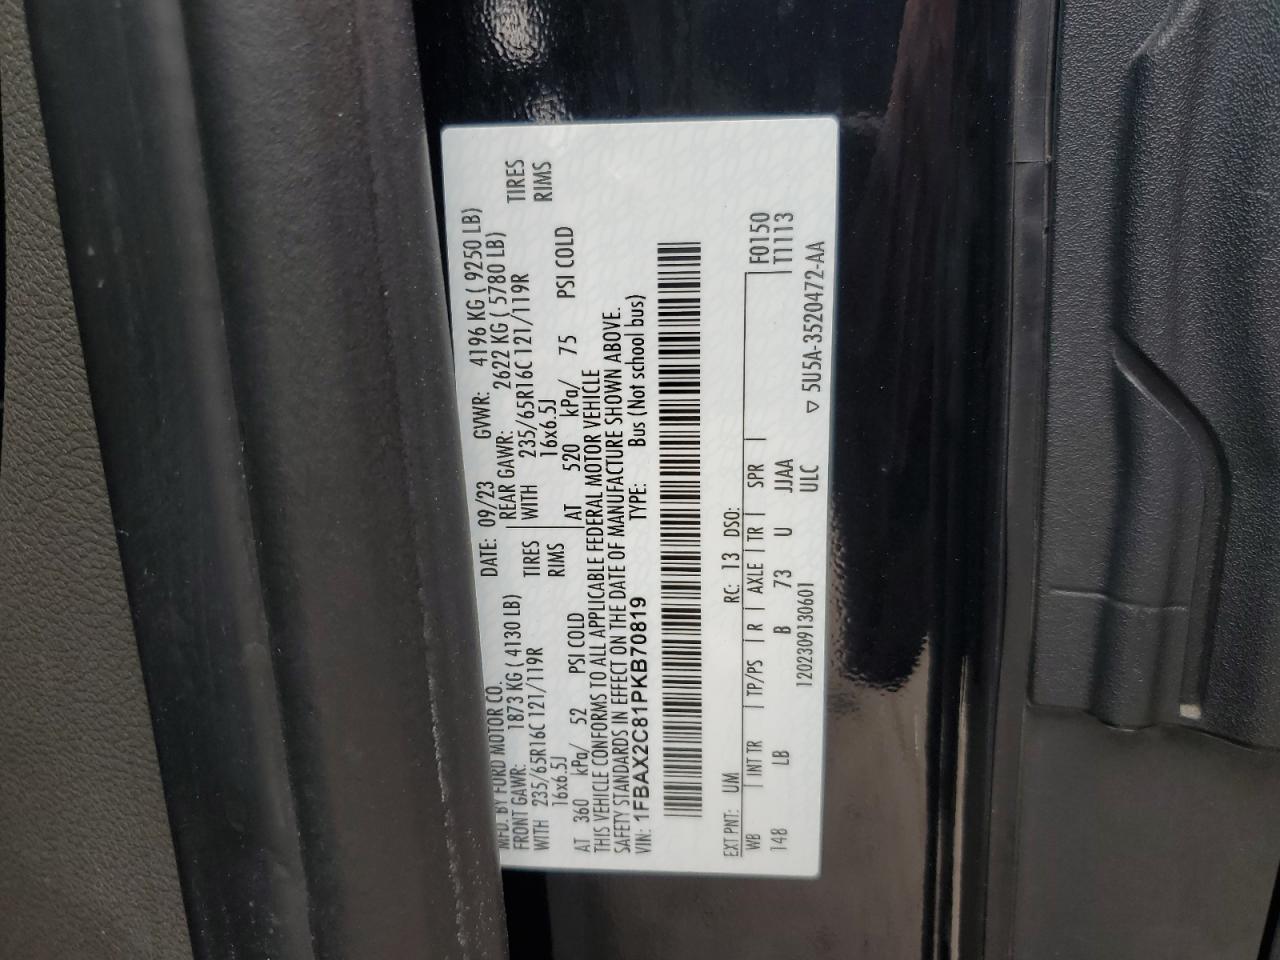 MFD. BY FORD MOTOR CO.
DATE: 09/23 GVWR: 4196 KG ( 9250 LB)
FRONT GAWR: 1873 KG ( 4130 LB) REAR GAWR: 2622 KG ( 5780 LB)
WITH 235/65R16C 121/119R TIRES WITH 235/65R16C 121/119R TIRES
16x6.5J RIMS 16x6.5J RIMS
AT 360 kPa/ 52 PSI COLD AT 520 kPa/ 75 PSI COLD
THIS VEHICLE CONFORMS TO ALL APPLICABLE FEDERAL MOTOR VEHICLE
SAFETY STANDARDS IN EFFECT ON THE DATE OF MANUFACTURE SHOWN ABOVE.
VIN: 1FBAX2C81PKB70819 TYPE: Bus (Not school bus)
EXT PNT: UM RC: 13 DSO:
WB | INT TR | TP/PS | R | AXLE | TR | SPR | F0150
148 LB B 73 U JJAA T1113
1202309130601 ULC ▽ 5U5A-3520472-AA